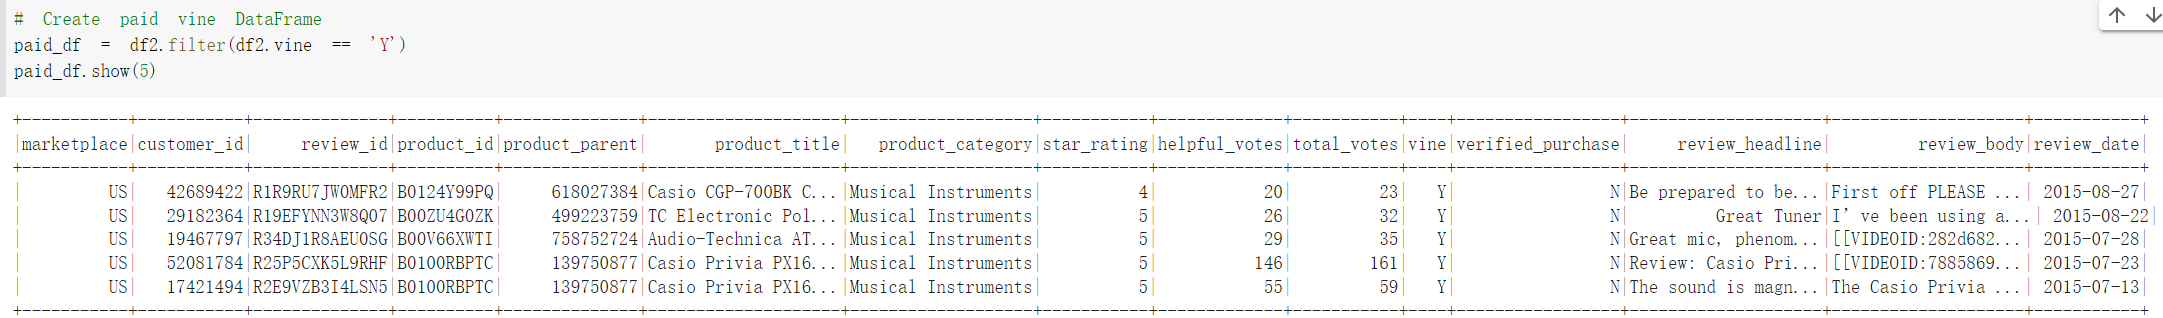 # Create paid vine DataFrame
paid_df = df2.filter(df2.vine == 'Y')
paid_df.show(5)
+-----------+-----------+--------------+----------+--------------+--------------------+-------------------+-----------+-------------+-----------+----+-----------------+--------------------+--------------------+-----------+
|marketplace|customer_id|     review_id|product_id|product_parent|       product_title|   product_category|star_rating|helpful_votes|total_votes|vine|verified_purchase|     review_headline|         review_body|review_date|
+-----------+-----------+--------------+----------+--------------+--------------------+-------------------+-----------+-------------+-----------+----+-----------------+--------------------+--------------------+-----------+
|         US|   42689422|R1R9RU7JW0MFR2|B0124Y99PQ|     618027384|Casio CGP-700BK C...|Musical Instruments|          4|           20|         23|   Y|                N|Be prepared to be...|First off PLEASE ...| 2015-08-27|
|         US|   29182364|R19EFYNN3W8Q07|B00ZU4G0ZK|     499223759|TC Electronic Pol...|Musical Instruments|          5|           26|         32|   Y|                N|         Great Tuner|I’ve been using a...| 2015-08-22|
|         US|   19467797|R34DJ1R8AEU0SG|B00V66XWTI|     758752724|Audio-Technica AT...|Musical Instruments|          5|           29|         35|   Y|                N|Great mic, phenom...|[[VIDEOID:282d682...| 2015-07-28|
|         US|   52081784|R25P5CXK5L9RHF|B0100RBPTC|     139750877|Casio Privia PX16...|Musical Instruments|          5|          146|        161|   Y|                N|Review: Casio Pri...|[[VIDEOID:7885869...| 2015-07-23|
|         US|   17421494|R2E9VZB3I4LSN5|B0100RBPTC|     139750877|Casio Privia PX16...|Musical Instruments|          5|           55|         59|   Y|                N|The sound is magn...|The Casio Privia ...| 2015-07-13|
+-----------+-----------+--------------+----------+--------------+--------------------+-------------------+-----------+-------------+-----------+----+-----------------+--------------------+--------------------+-----------+